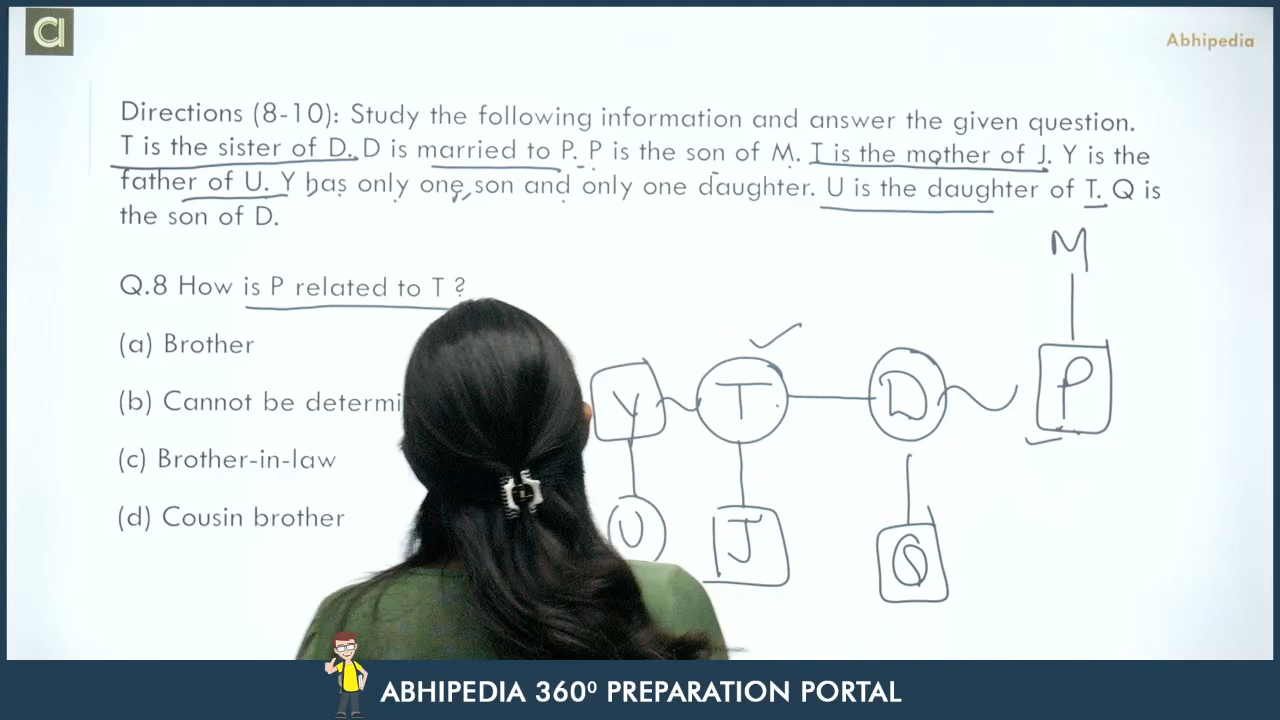 a
Abhipedia
Directions (8-10): Study the following information and answer the given question.
T is the sister of D. D is married to P. P is the son of M. T is the mother of J. Y is the
father of U. Y has only one son and only one daughter. U is the daughter of T. Q is
the son of D.
M
Q.8 How is P related to T ?
(a) Brother
(b) Cannot be determi
Y T D P
(c) Brother-in-law
(d) Cousin brother
U J Q
ABHIPEDIA 360⁰ PREPARATION PORTAL